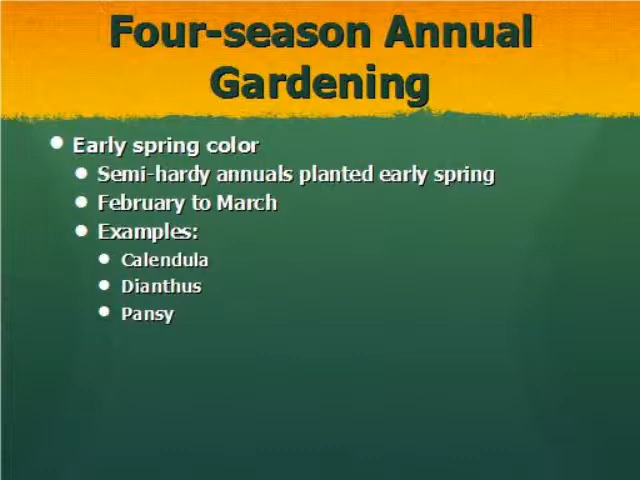 Four-season Annual
Gardening
Early spring color
Semi-hardy annuals planted early spring
February to March
Examples:
Calendula
Dianthus
Pansy